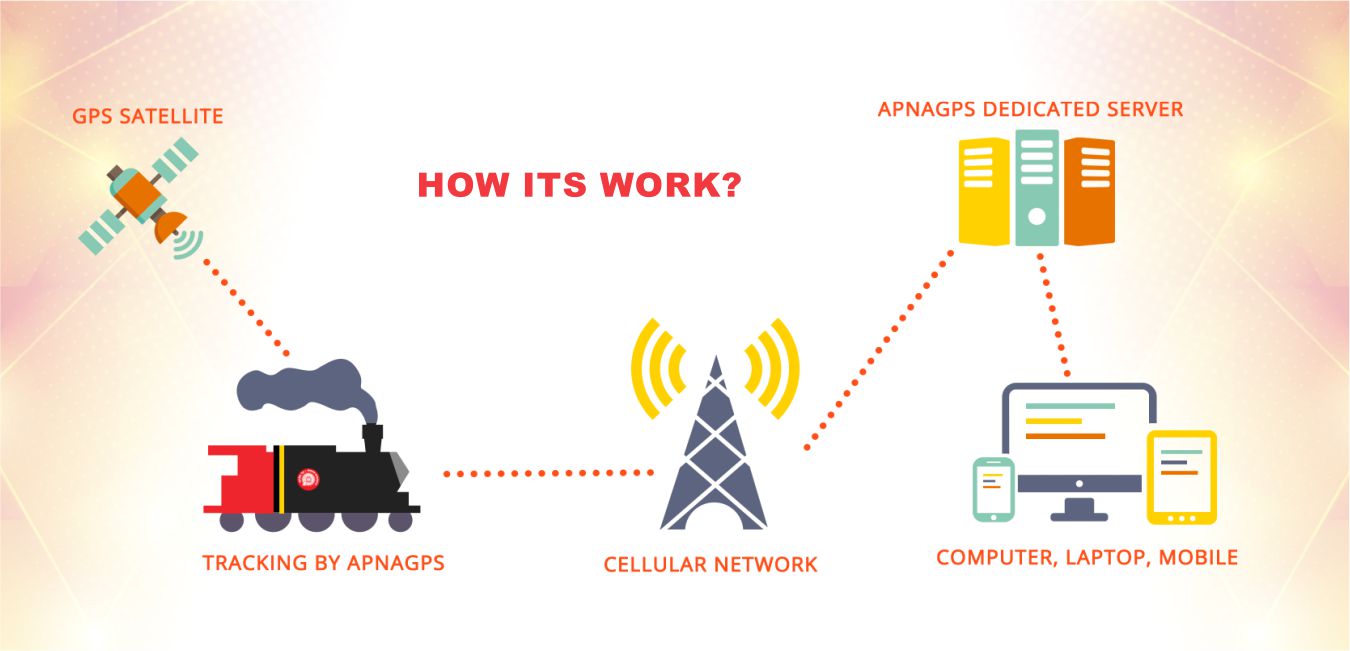 GPS SATELLITE
APNAGPS DEDICATED SERVER
HOW ITS WORK?
TRACKING BY APNAGPS
CELLULAR NETWORK
COMPUTER, LAPTOP, MOBILE